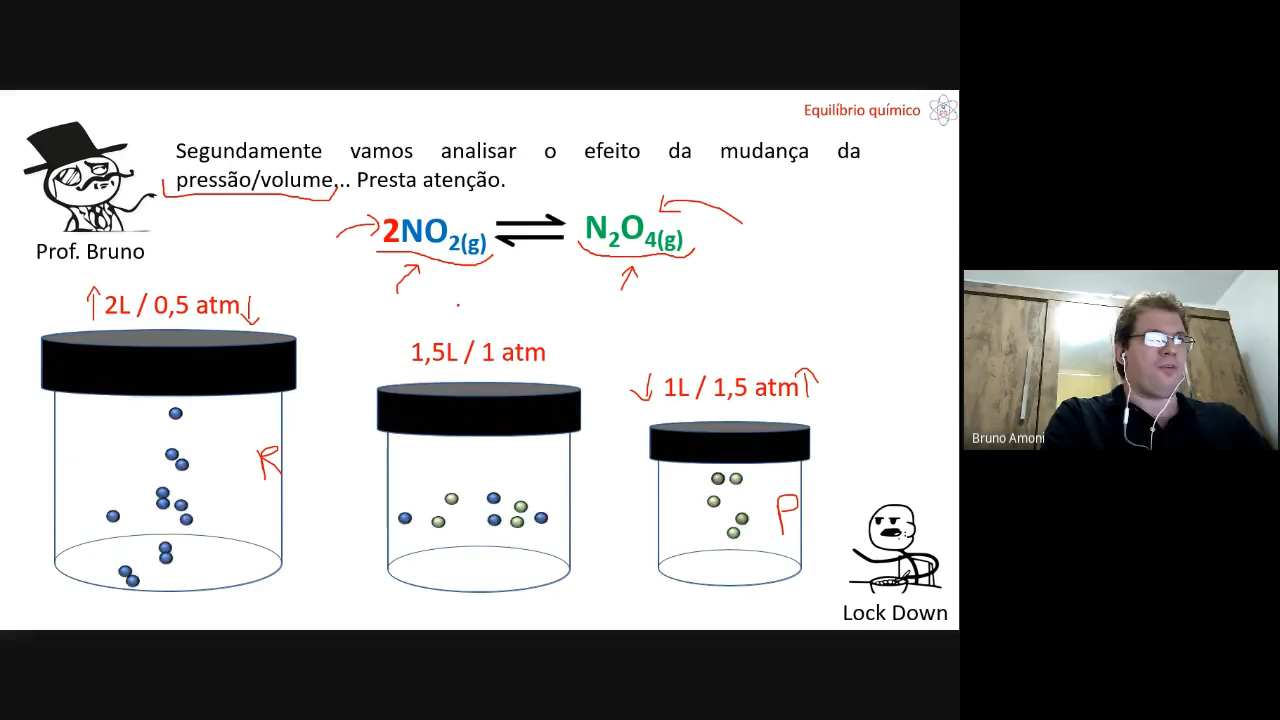 Equilíbrio químico
Segundamente vamos analisar o efeito da mudança da
pressão/volume... Presta atenção.
2NO2(g) ⇌ N2O4(g)
Prof. Bruno
↑ 2L / 0,5 atm ↓
1,5L / 1 atm
↓ 1L / 1,5 atm ↑
R
P
Bruno Amoni
Lock Down